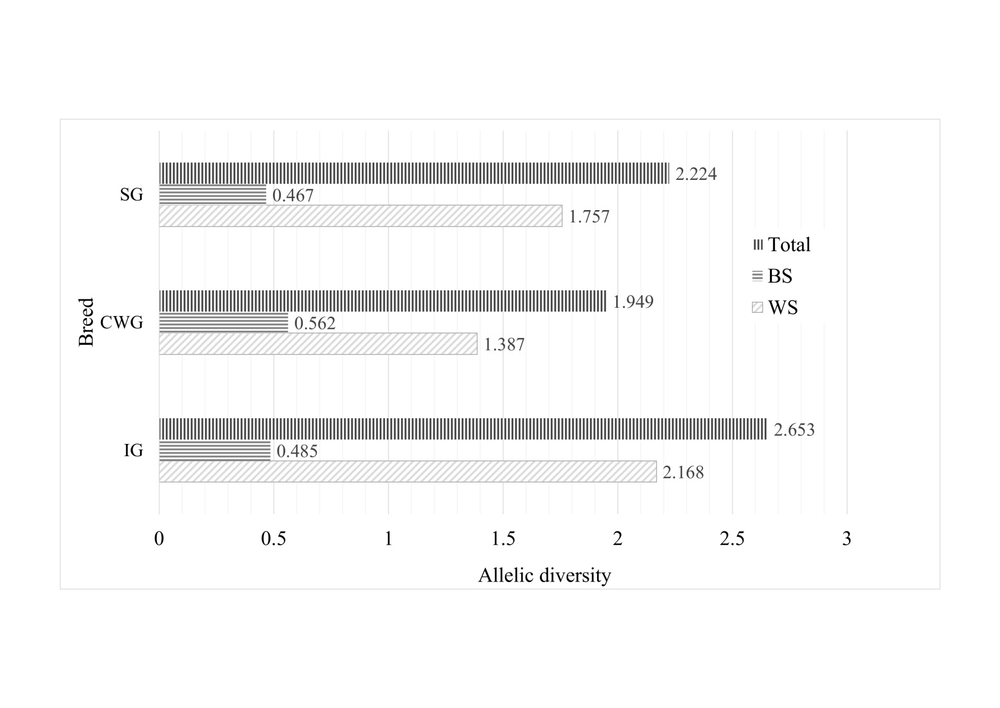 2.224
SG
0.467
1.757
Total
BS
WS
Breed
1.949
CWG
0.562
1.387
2.653
IG
0.485
2.168
0 0.5 1 1.5 2 2.5 3
Allelic diversity